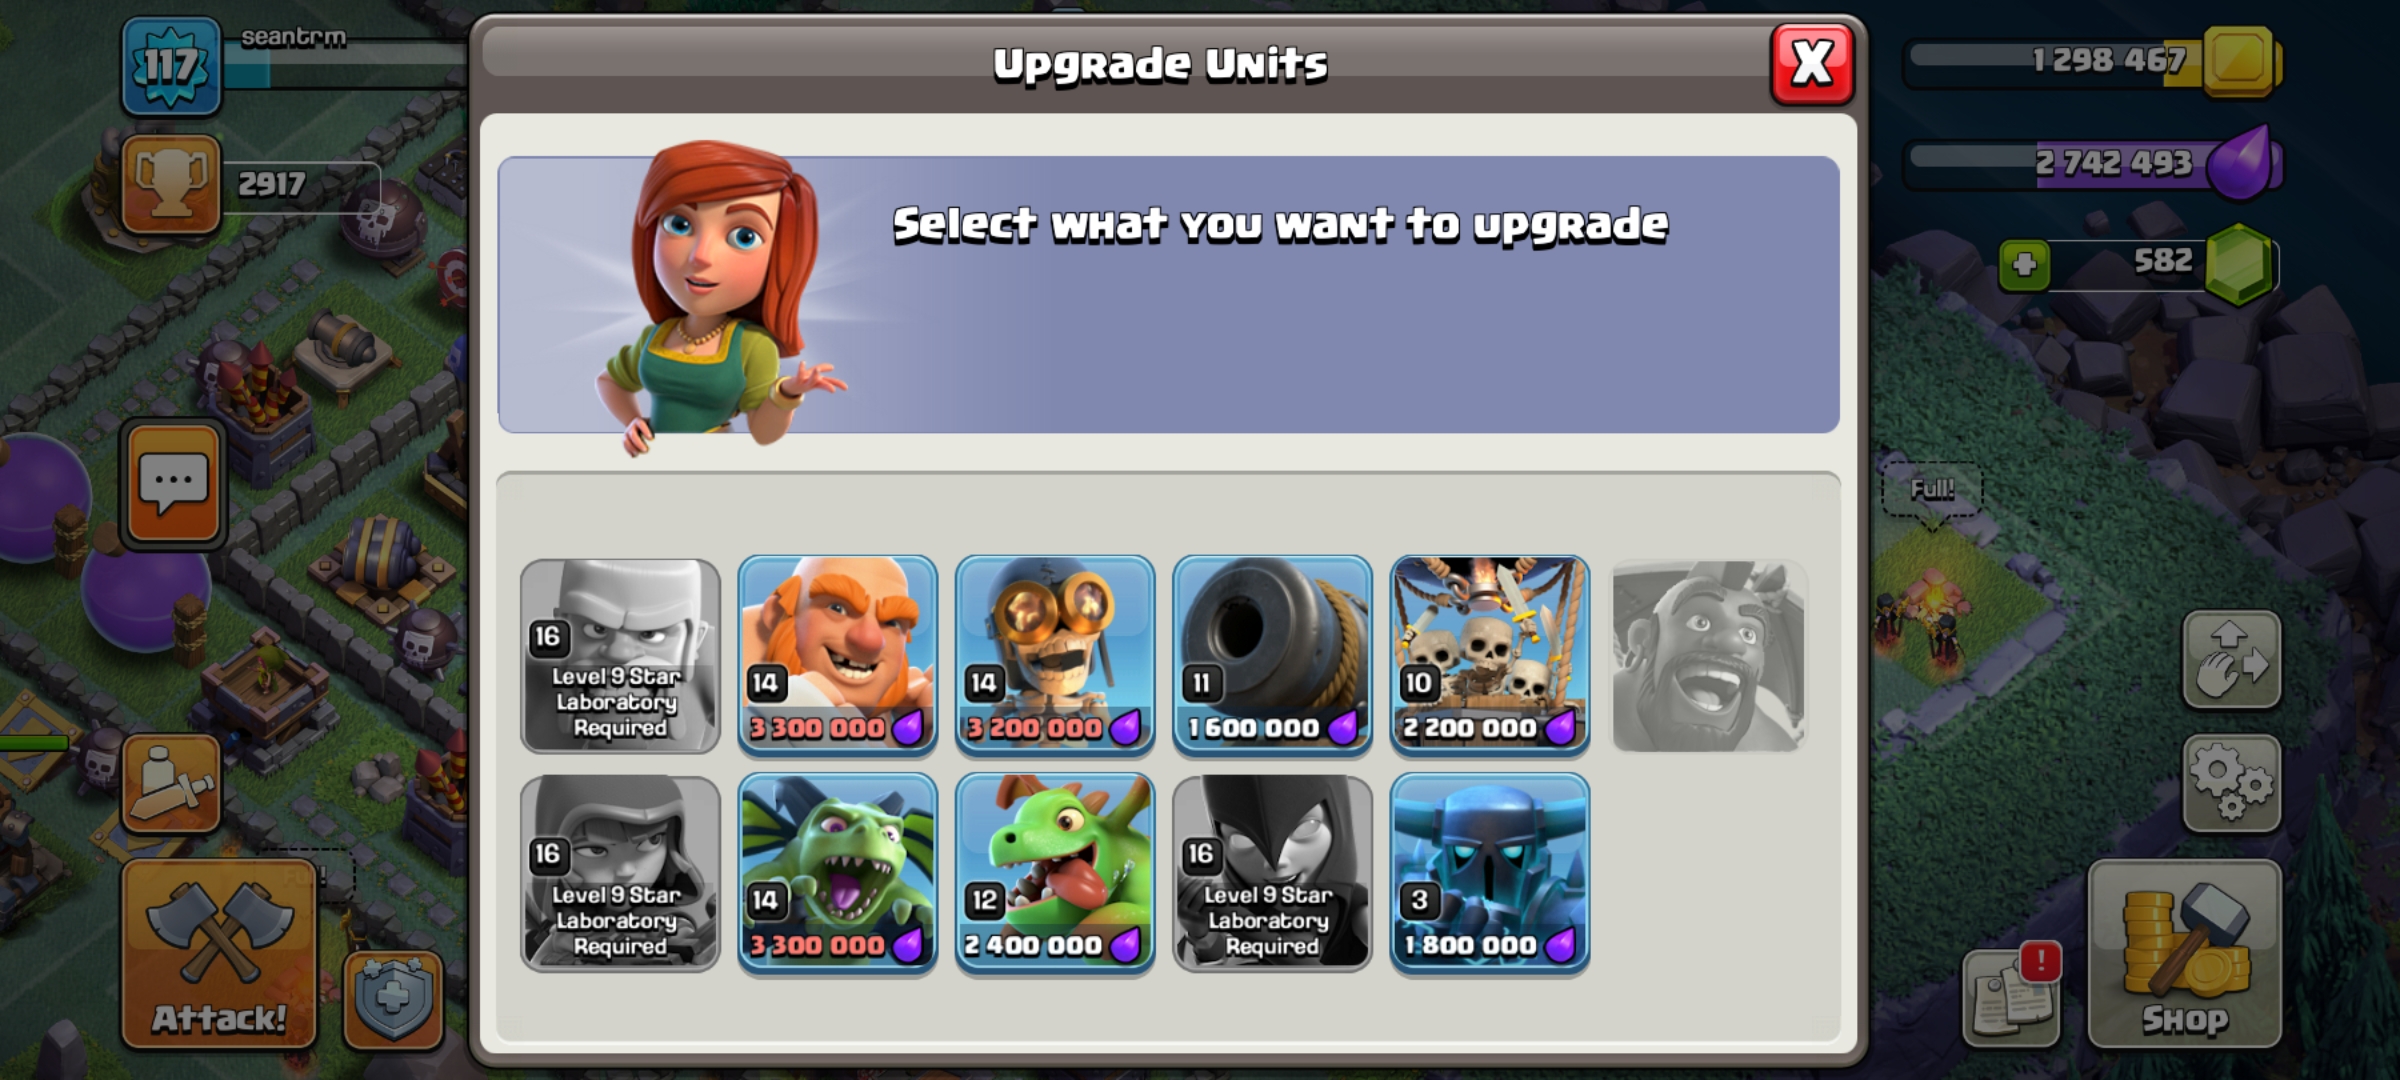 117
seantrm
2917
Upgrade Units
X
1 298 467
2 742 493
582
Select what you want to upgrade
Full!
16
Level 9 Star
Laboratory
Required
14
3 300 000
14
3 200 000
11
1 600 000
10
2 200 000
16
Level 9 Star
Laboratory
Required
14
3 300 000
12
2 400 000
16
Level 9 Star
Laboratory
Required
3
1 800 000
Full!
Attack!
!
Shop